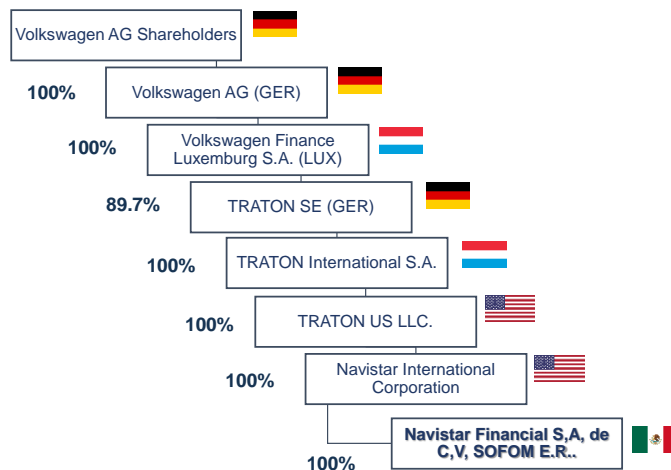 Volkswagen AG Shareholders
100%
Volkswagen AG (GER)
100%
Volkswagen Finance
Luxemburg S.A. (LUX)
89.7%
TRATON SE (GER)
100%
TRATON International S.A.
100%
TRATON US LLC.
100%
Navistar International
Corporation
100%
Navistar Financial S,A, de
C,V, SOFOM E.R..